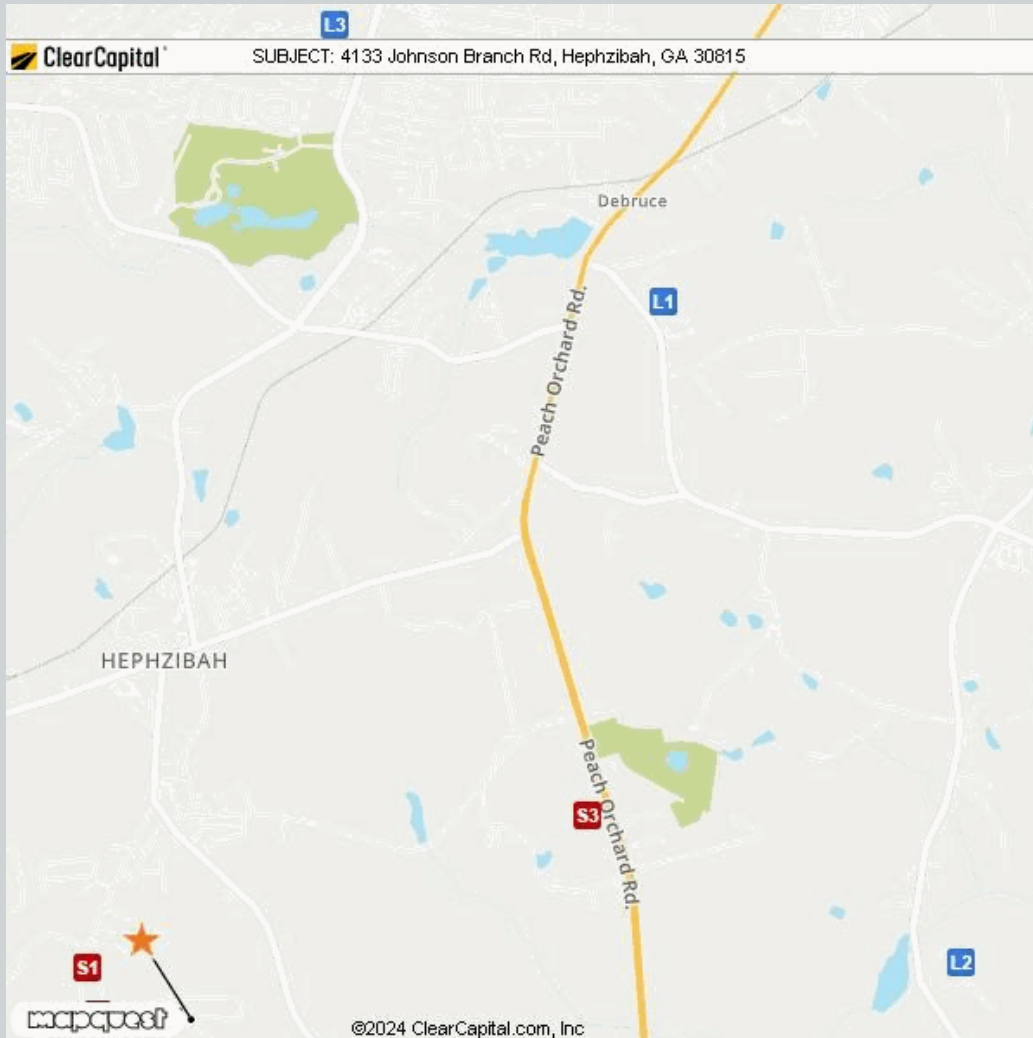 L3
ClearCapital
SUBJECT: 4133 Johnson Branch Rd, Hephzibah, GA 30815
Debruce
L1
Peach Orchard Rd.
HEPHZIBAH
Peach Orchard Rd.
S3
S1
L2
mapquest
©2024 ClearCapital.com, Inc